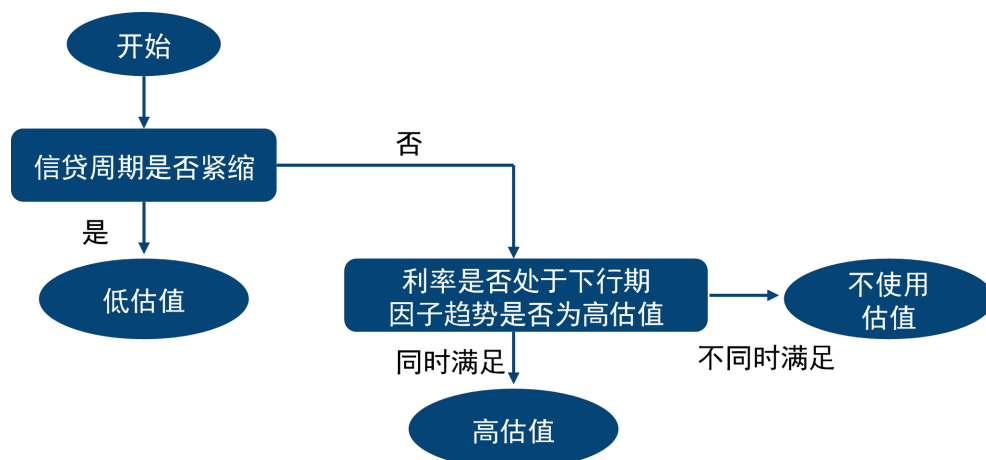 开始
信贷周期是否紧缩
否
是
低估值
利率是否处于下行期
因子趋势是否为高估值
不使用
估值
同时满足
不同时满足
高估值